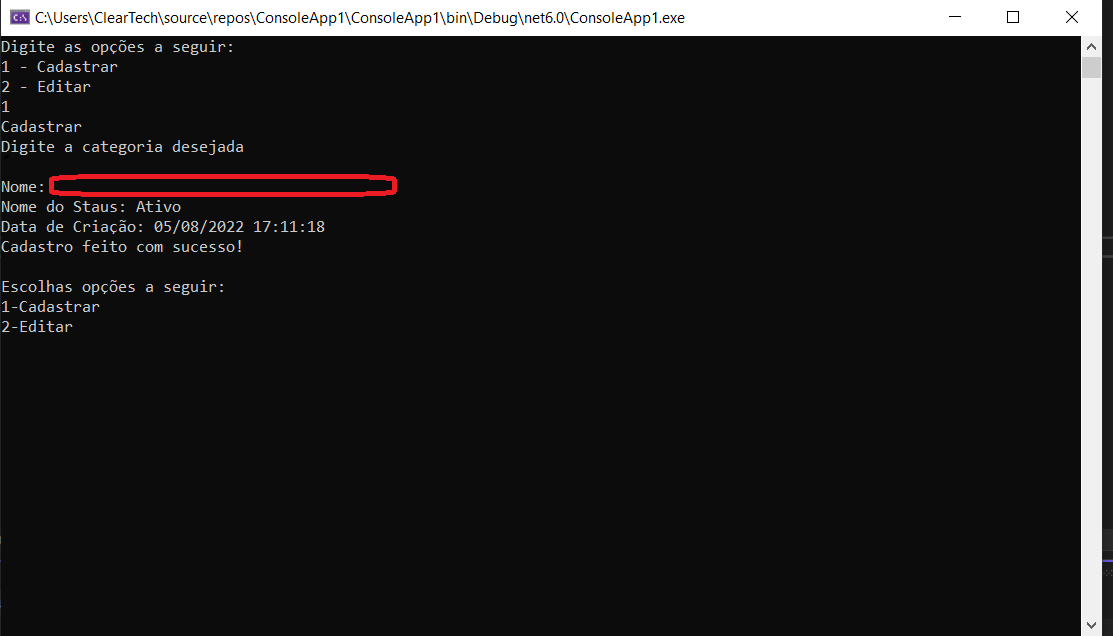 C:\Users\ClearTech\source\repos\ConsoleApp1\ConsoleApp1\bin\Debug\net6.0\ConsoleApp1.exe
Digite as opções a seguir:
1 - Cadastrar
2 - Editar
1
Cadastrar
Digite a categoria desejada
Nome:
Nome do Staus: Ativo
Data de Criação: 05/08/2022 17:11:18
Cadastro feito com sucesso!
Escolhas opções a seguir:
1-Cadastrar
2-Editar